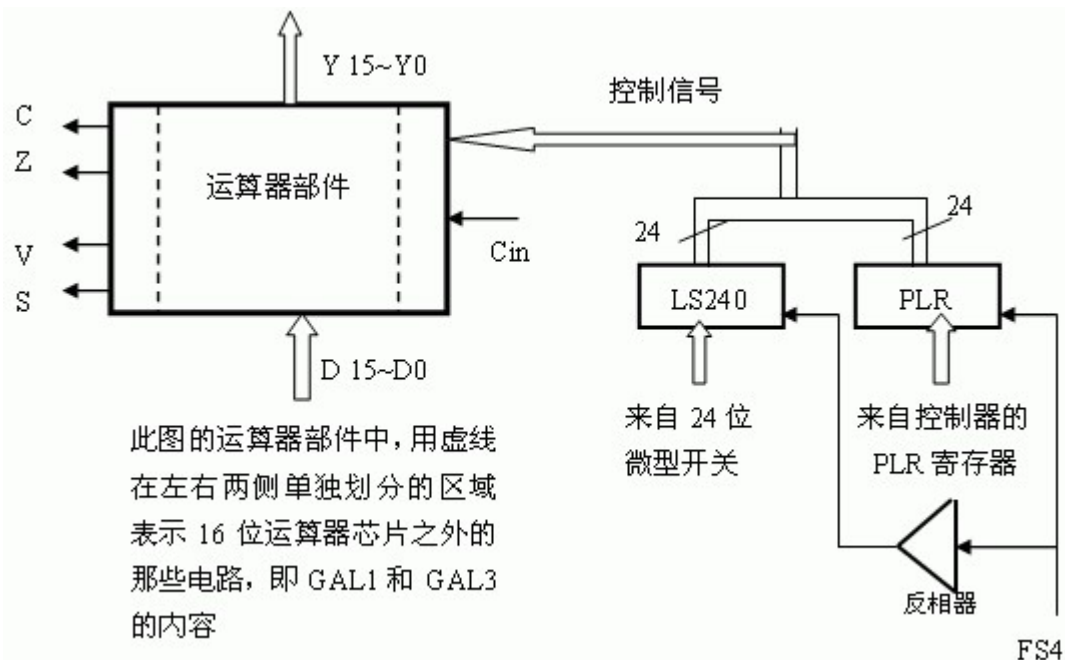 Y 15~Y0
控制信号
C
Z
V
S
运算器部件
Cin
24
24
LS240
PLR
D 15~D0
来自 24 位
微型开关
来自控制器的
PLR 寄存器
此图的运算器部件中，用虚线
在左右两侧单独划分的区域
表示 16 位运算器芯片之外的
那些电路，即 GAL1 和 GAL3
的内容
反相器
FS4